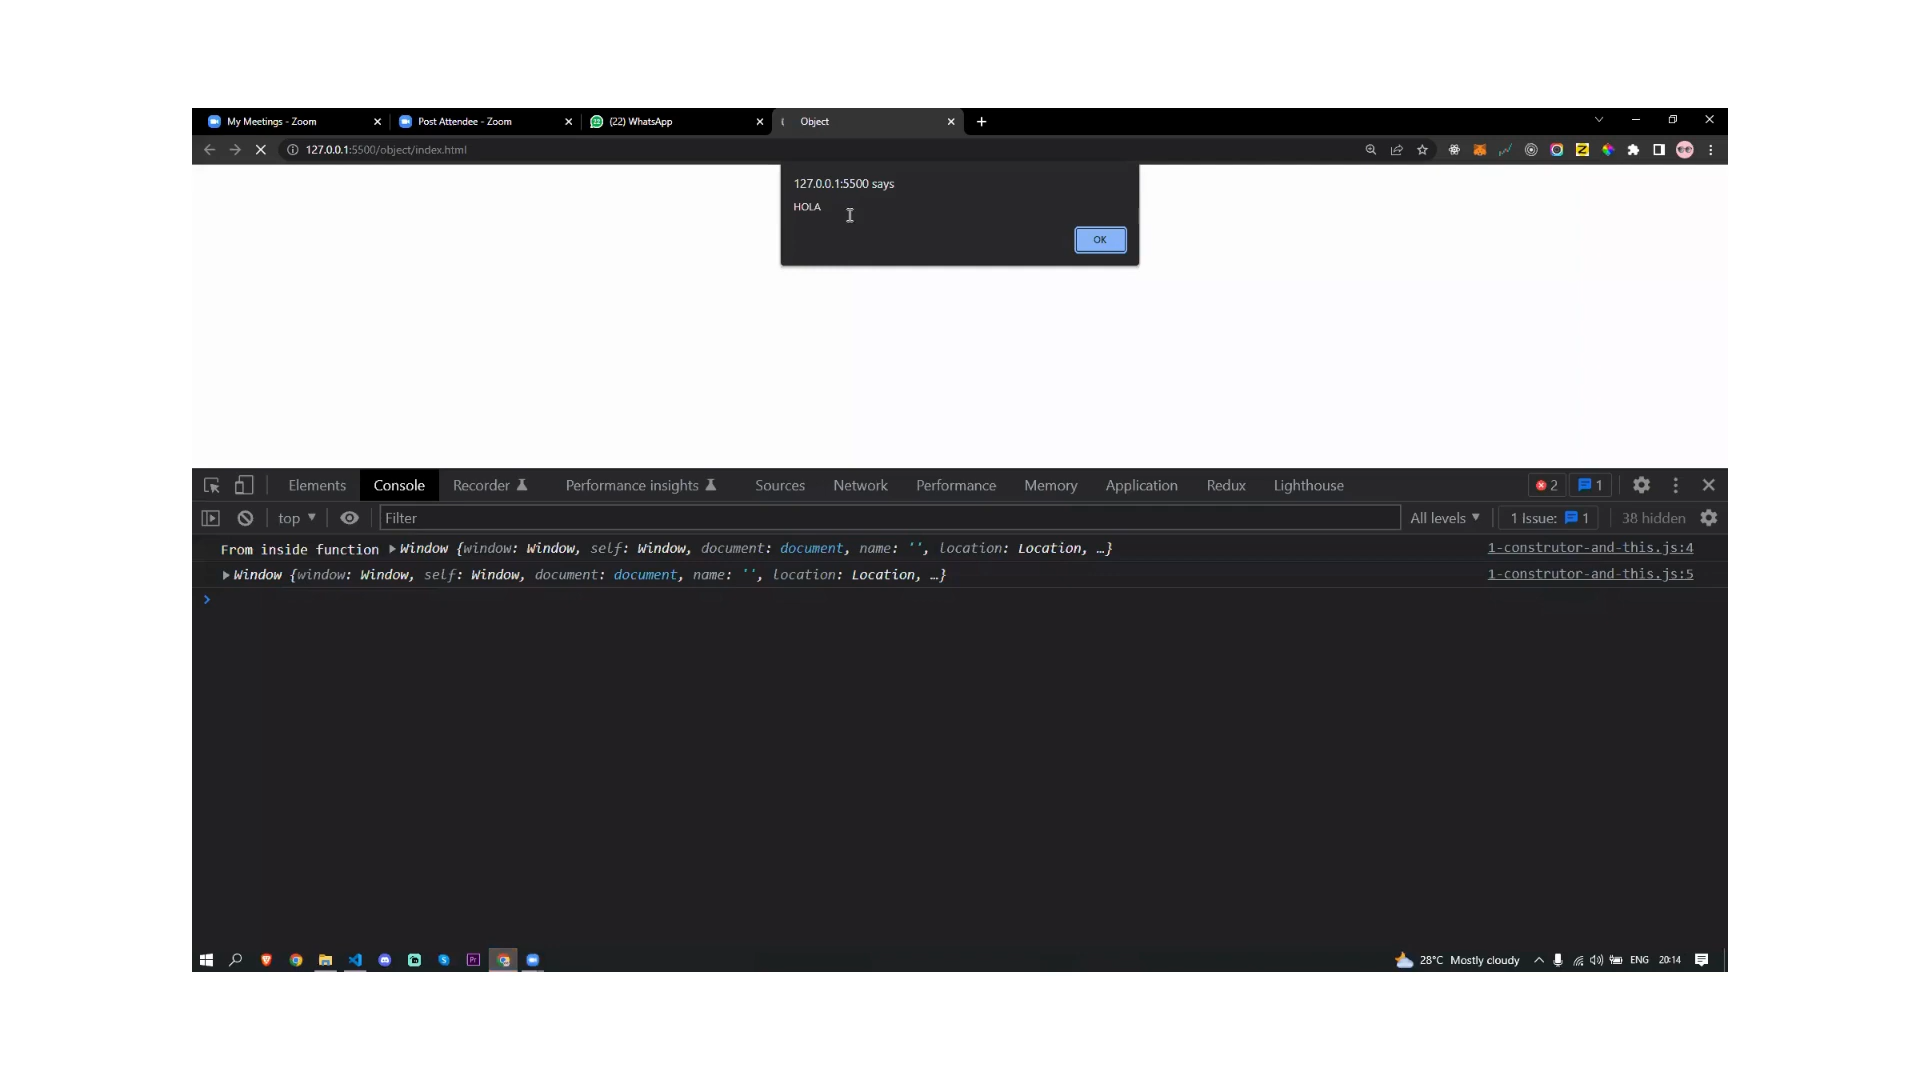 My Meetings - Zoom
Post Attendee - Zoom
(22) WhatsApp
Object
127.0.0.1:5500/object/index.html
127.0.0.1:5500 says
HOLA
OK
Elements
Console
Recorder
Performance insights
Sources
Network
Performance
Memory
Application
Redux
Lighthouse
2
1
top
Filter
All levels
1 Issue: 1
38 hidden
From inside function Window {window: Window, self: Window, document: document, name: '', location: Location, …}
1-construtor-and-this.js:4
Window {window: Window, self: Window, document: document, name: '', location: Location, …}
1-construtor-and-this.js:5
28°C Mostly cloudy
ENG
20:14